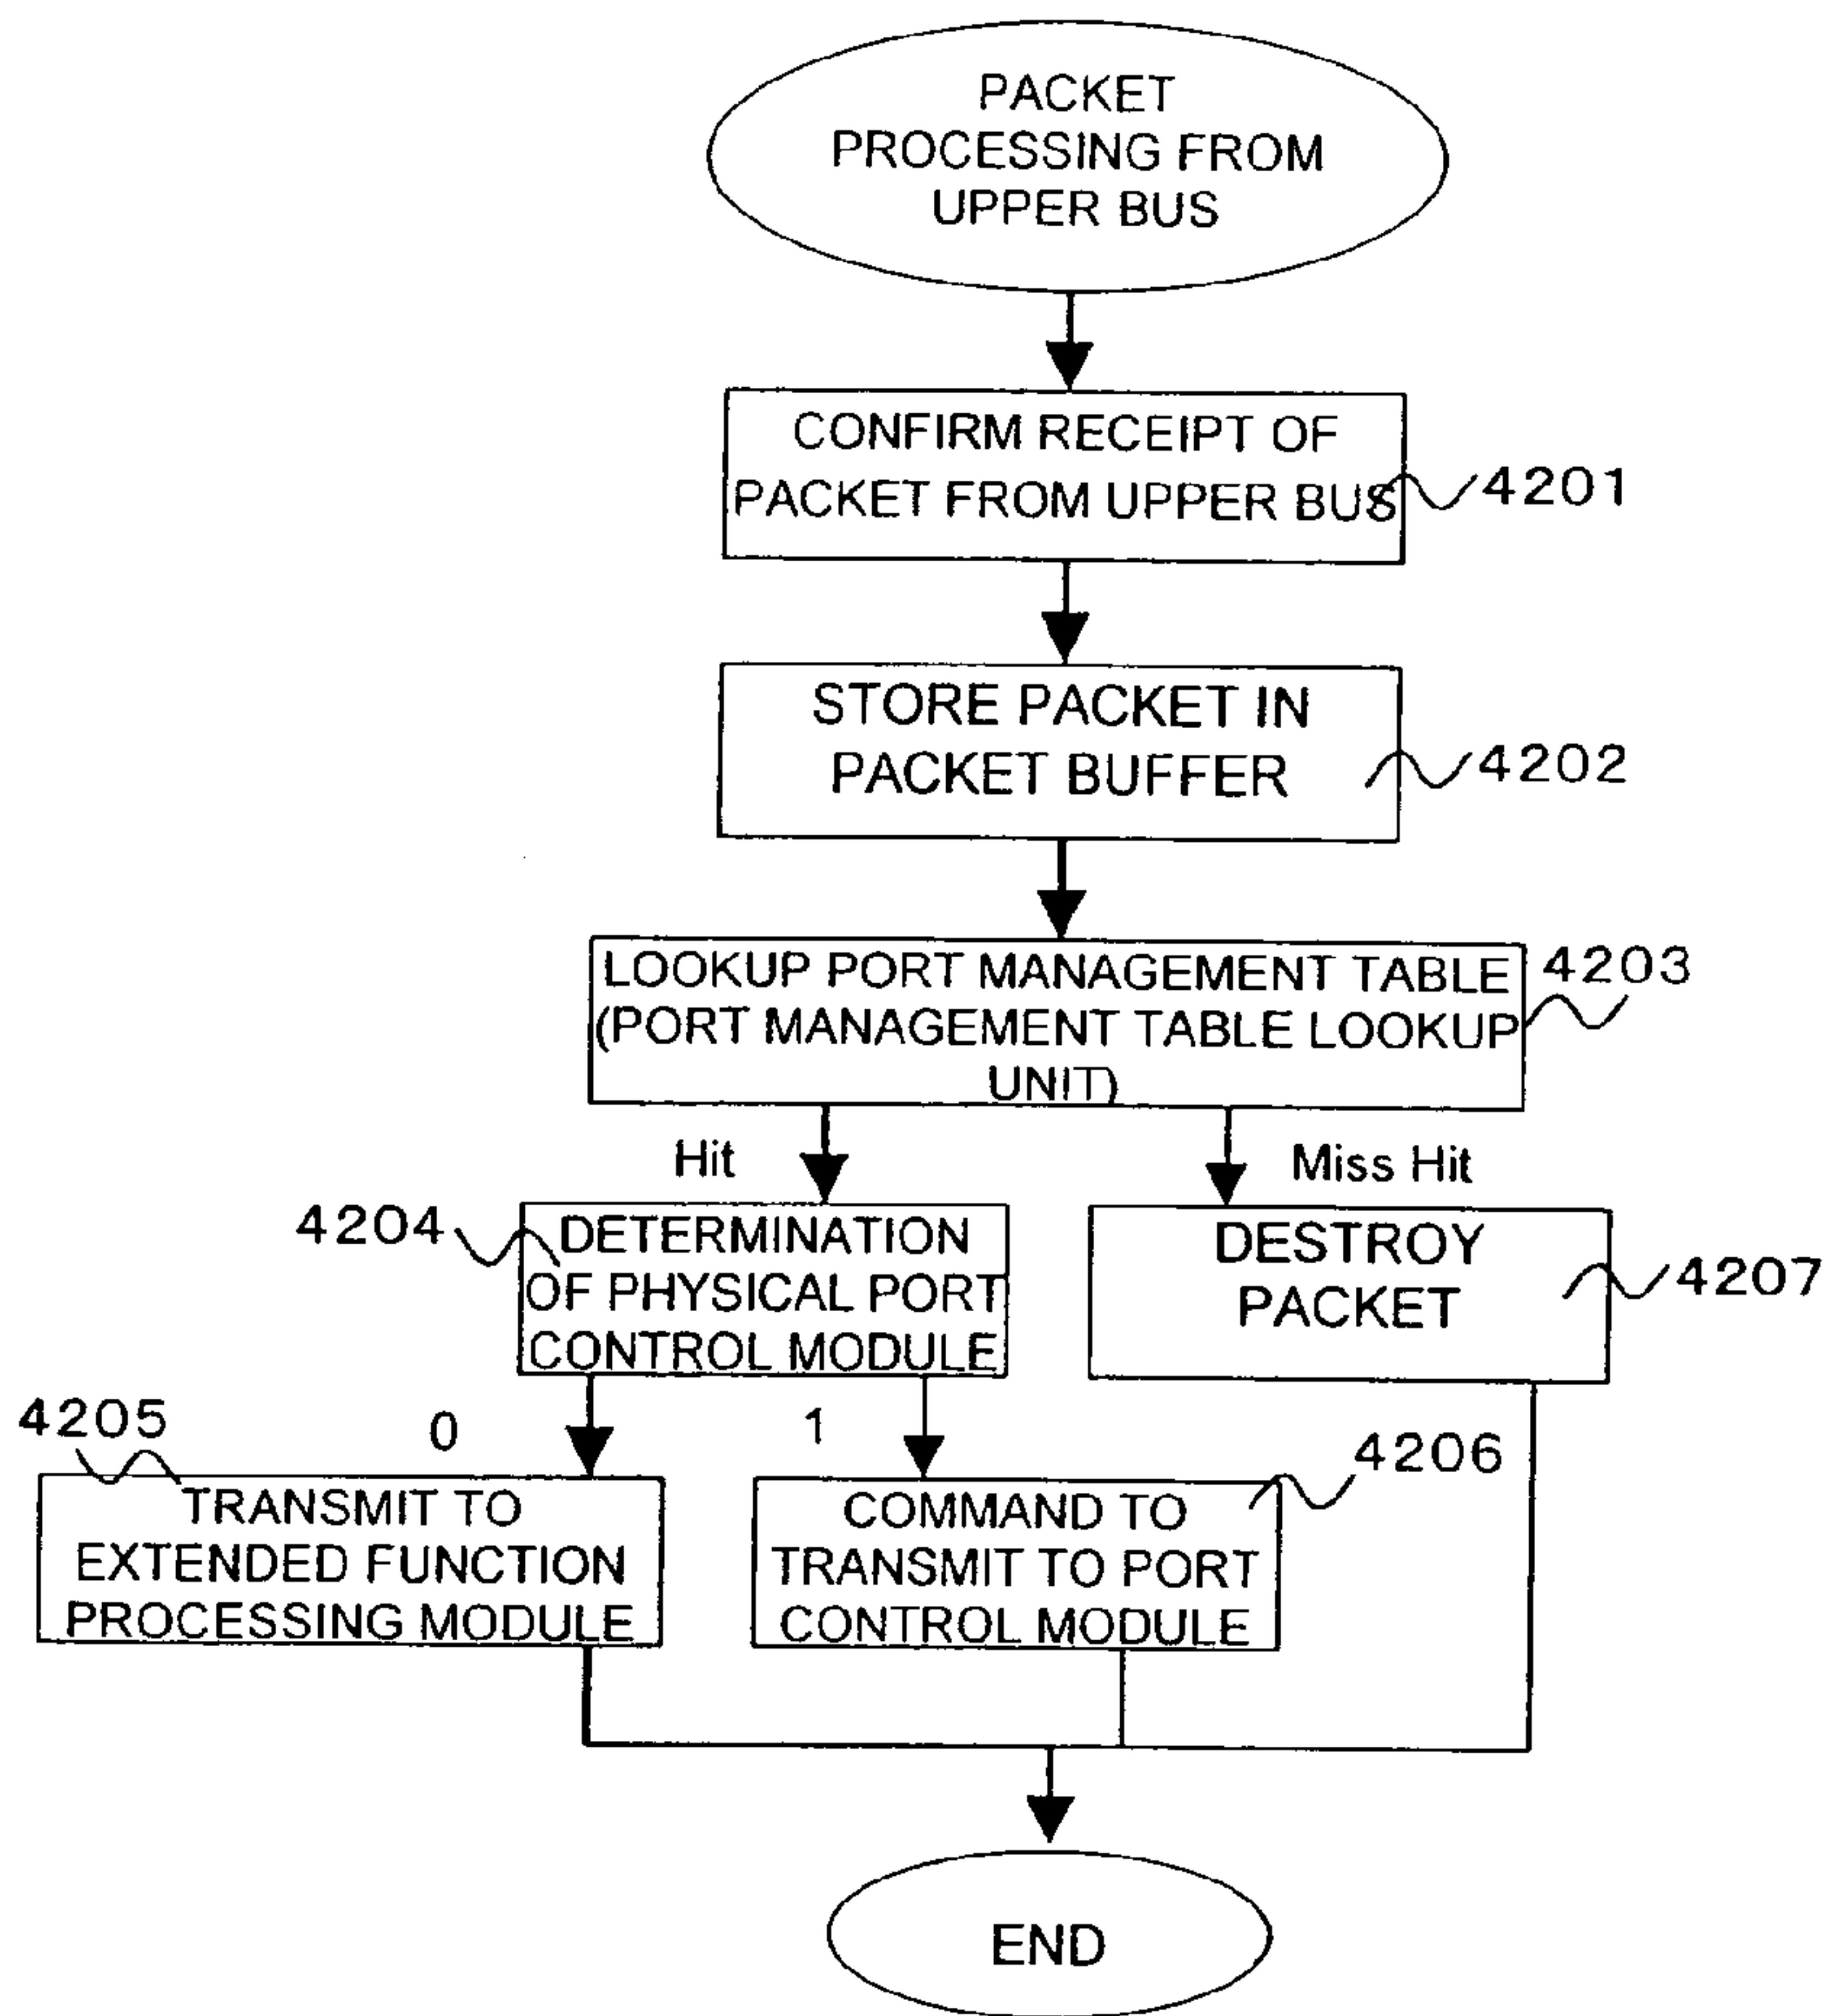 PACKET
PROCESSING FROM
UPPER BUS
CONFIRM RECEIPT OF
PACKET FROM UPPER BUS
4201
STORE PACKET IN
PACKET BUFFER
4202
LOOKUP PORT MANAGEMENT TABLE
(PORT MANAGEMENT TABLE LOOKUP
UNIT)
4203
Hit
Miss Hit
4204
DETERMINATION
OF PHYSICAL PORT
CONTROL MODULE
DESTROY
PACKET
4207
4205
0
1
4206
TRANSMIT TO
EXTENDED FUNCTION
PROCESSING MODULE
COMMAND TO
TRANSMIT TO PORT
CONTROL MODULE
END